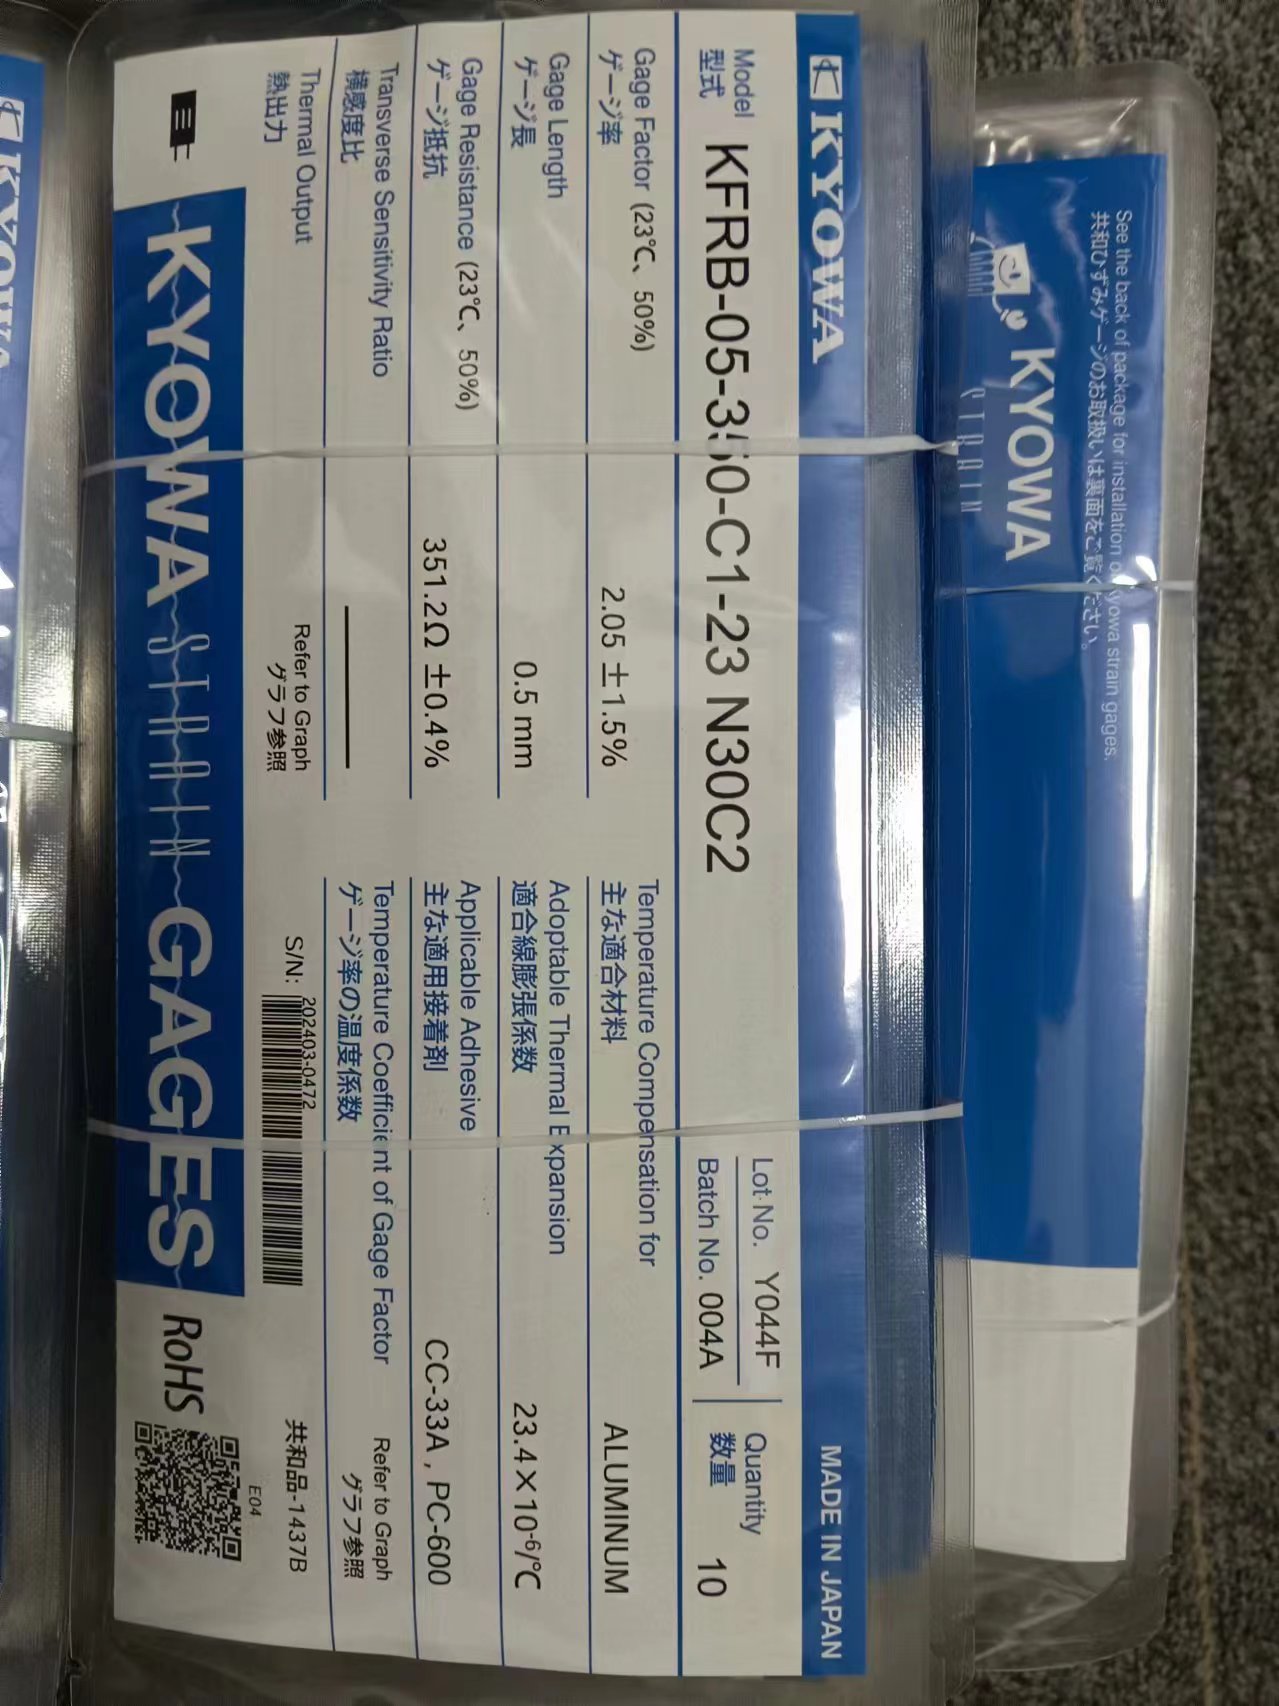 KYOWA
MADE IN JAPAN
Model
型式
KFRB-05-350-C1-23 N30C2
Lot No. Y044F
Batch No. 004A
Quantity
数量
10
Gage Factor (23℃、50%)
ゲージ率
2.05 ±1.5%
Temperature Compensation for
主な適合材料
ALUMINUM
Gage Length
ゲージ長
0.5 mm
Adoptable Thermal Expansion
適合線膨張係数
23.4×10⁻⁶/℃
Gage Resistance (23℃、50%)
ゲージ抵抗
351.2Ω ±0.4%
Applicable Adhesive
主な適用接着剤
CC-33A , PC-600
Transverse Sensitivity Ratio
横感度比
Temperature Coefficient of Gage Factor
ゲージ率の温度係数
Refer to Graph
グラフ参照
Thermal Output
熱出力
Refer to Graph
グラフ参照
S/N:
202403-0472
共和品-1437B
KYOWA STRAIN GAGES
RoHS
E04
See the back of package for installation of kyowa strain gages.
共和ひずみゲージのお取扱いは裏面をご覧ください。
KYOWA
STRAIN
KYOWA